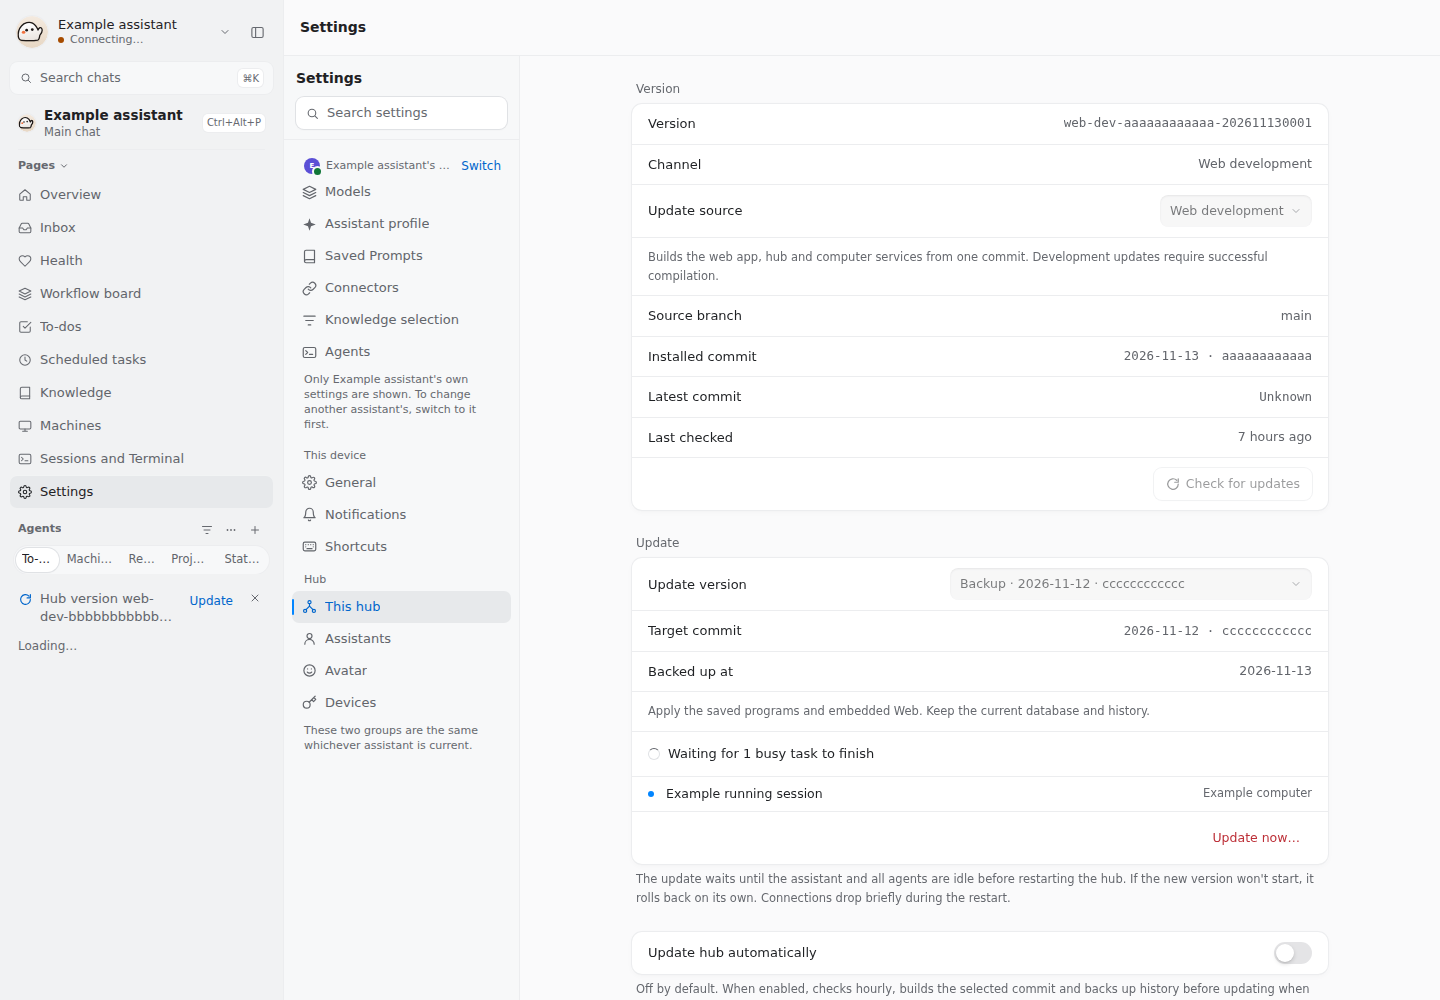 Example assistant
Connecting…
Search chats
⌘K
Example assistant
Main chat
Ctrl+Alt+P
Pages
Overview
Inbox
Health
Workflow board
To-dos
Scheduled tasks
Knowledge
Machines
Sessions and Terminal
Settings
Agents
To-…
Machi…
Re…
Proj…
Stat…
Hub version web-
dev-bbbbbbbbbbb…
Update
Loading…
Settings
Settings
Search settings
E
Example assistant's …
Switch
Models
Assistant profile
Saved Prompts
Connectors
Knowledge selection
Agents
Only Example assistant's own
settings are shown. To change
another assistant's, switch to it
first.
This device
General
Notifications
Shortcuts
Hub
This hub
Assistants
Avatar
Devices
These two groups are the same
whichever assistant is current.
Version
Version
web-dev-aaaaaaaaaaaa-202611130001
Channel
Web development
Update source
Web development
Builds the web app, hub and computer services from one commit. Development updates require successful
compilation.
Source branch
main
Installed commit
2026-11-13 · aaaaaaaaaaaa
Latest commit
Unknown
Last checked
7 hours ago
Check for updates
Update
Update version
Backup · 2026-11-12 · cccccccccccc
Target commit
2026-11-12 · cccccccccccc
Backed up at
2026-11-13
Apply the saved programs and embedded Web. Keep the current database and history.
Waiting for 1 busy task to finish
Example running session
Example computer
Update now…
The update waits until the assistant and all agents are idle before restarting the hub. If the new version won't start, it
rolls back on its own. Connections drop briefly during the restart.
Update hub automatically
Off by default. When enabled, checks hourly, builds the selected commit and backs up history before updating when